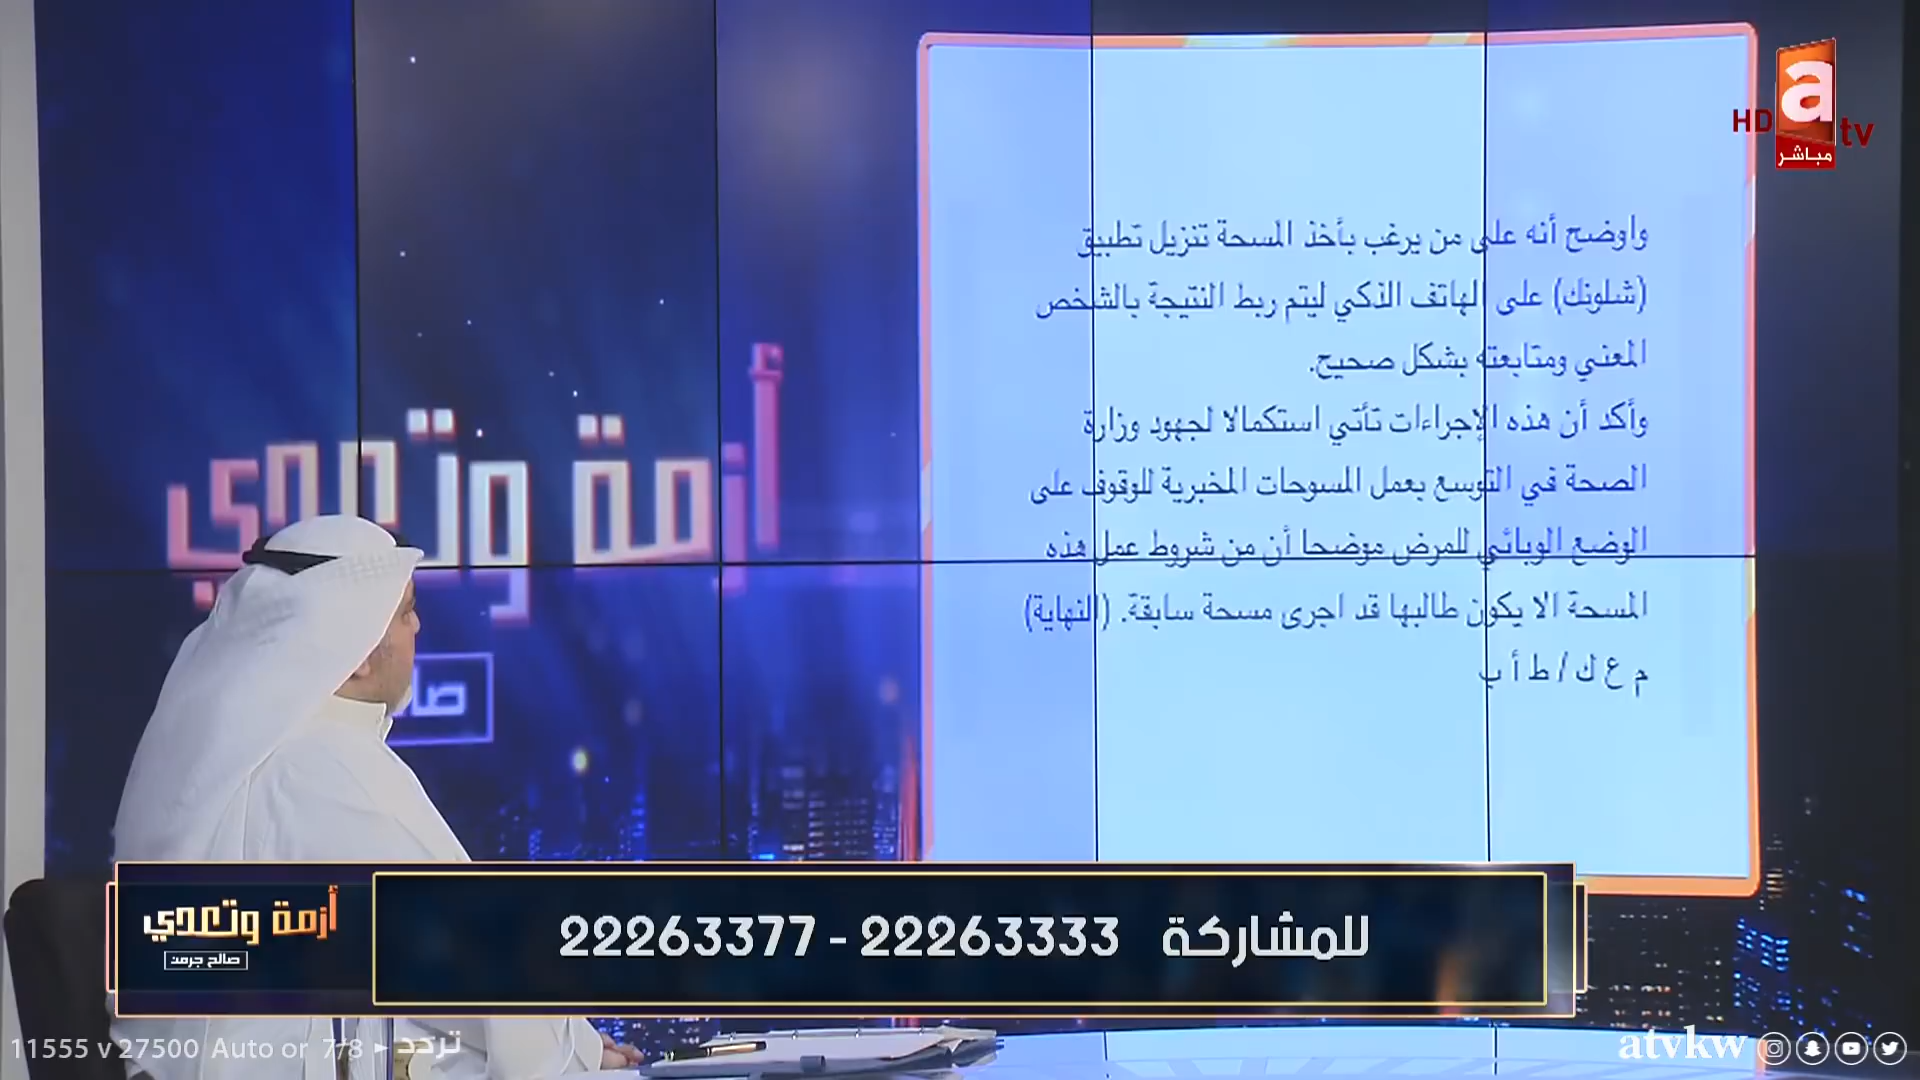 HD
a
tv
مباشر
واوضح أنه على من يرغب بأخذ المسحة تنزيل تطبيق
(شلونك) على الهاتف الذكي ليتم ربط النتيجة بالشخص
المعني ومتابعته بشكل صحيح.
وأكد أن هذه الإجراءات تأتي استكمالا لجهود وزارة
الصحة في التوسع بعمل المسوحات المخبرية للوقوف على
الوضع الوبائي للمرض موضحا أن من شروط عمل هذه
المسحة الا يكون طالبها قد اجرى مسحة سابقة. (النهاية)
م ع ك / ط أ ب
أزمة وتعدي
صا
أزمة وتعدي
صالح جرمن
للمشاركة 22263333 - 22263377
تردد ► 11555 v 27500 Auto or 7/8
atvkw